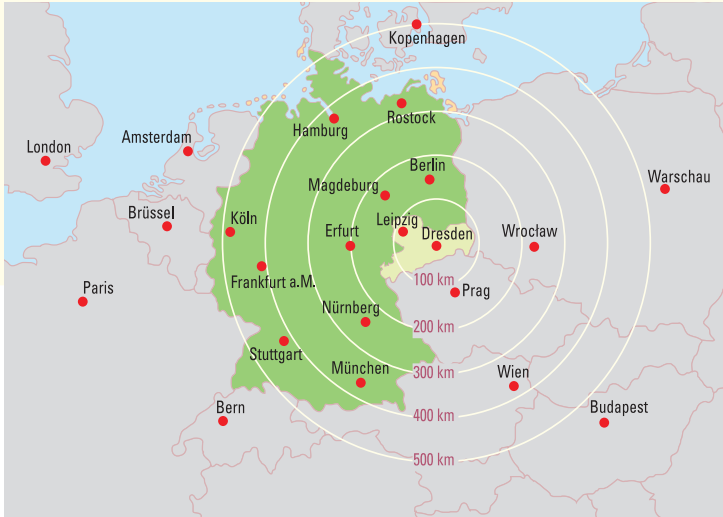 Kopenhagen
Hamburg
Rostock
London
Amsterdam
Berlin
Warschau
Magdeburg
Brüssel
Köln
Leipzig
Erfurt
Dresden
Wrocław
Frankfurt a.M.
100 km
Paris
Prag
Nürnberg
200 km
Stuttgart
München
300 km
Wien
Bern
400 km
Budapest
500 km